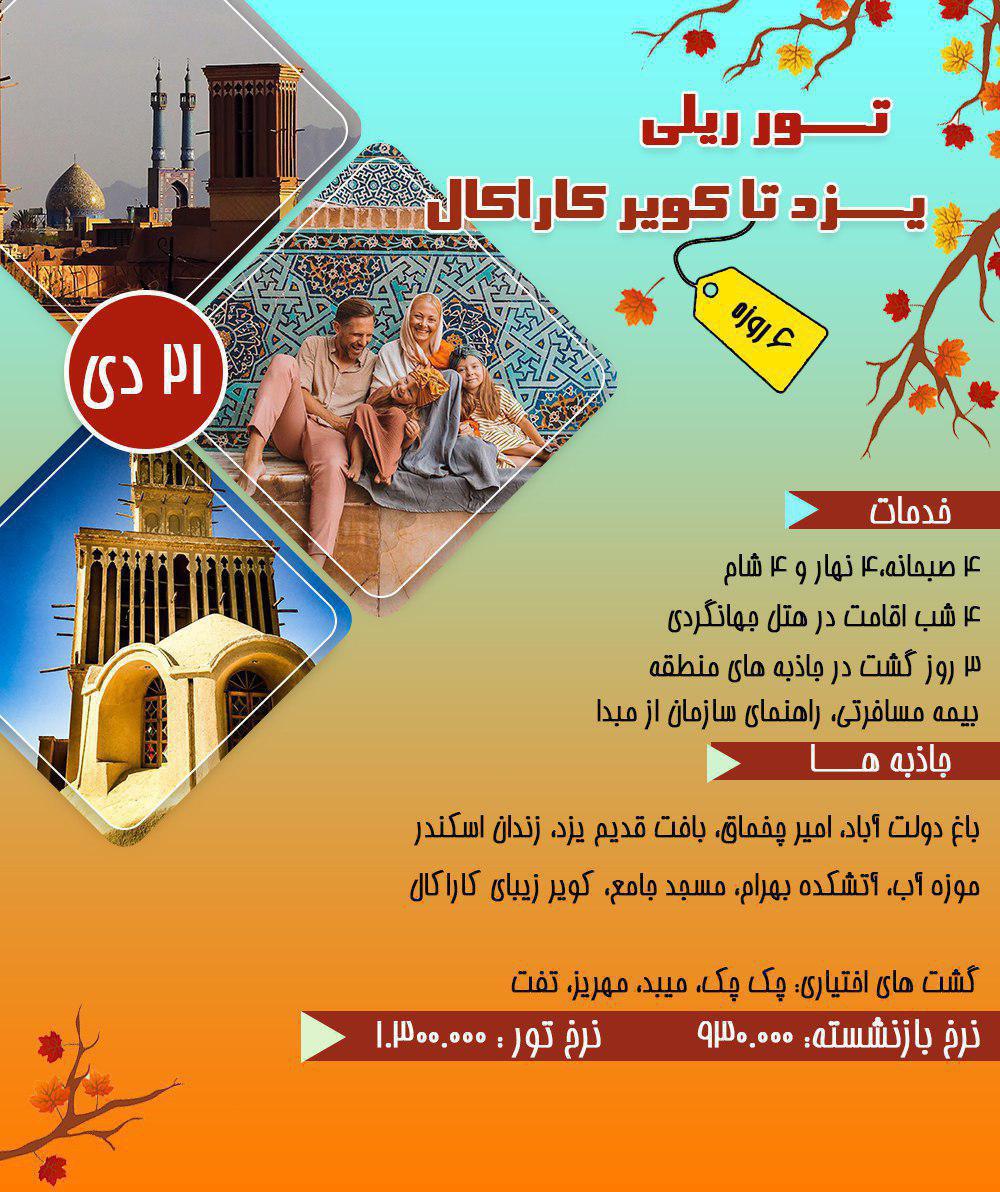 تـــور ریلی
یـــزد تا کویر کاراکال
۲۱ دی
خدمات
۴ صبحانه،۴ نهار و ۴ شام
۴ شب اقامت در هتل جهانگردی
۳ روز گشت در جاذبه های منطقه
بیمه مسافرتی، راهنمای سازمان از مبدا
جاذبه هـــا
باغ دولت آباد، امیر چخماق، بافت قدیم یزد، زندان اسکندر
موزه آب، آتشکده بهرام، مسجد جامع، کویر زیبای کاراکال
گشت های اختیاری: چک چک، میبد، مهریز، تفت
نرخ بازنشسته: ۹۳۰.۰۰۰ نرخ تور : ۱.۳۰۰.۰۰۰